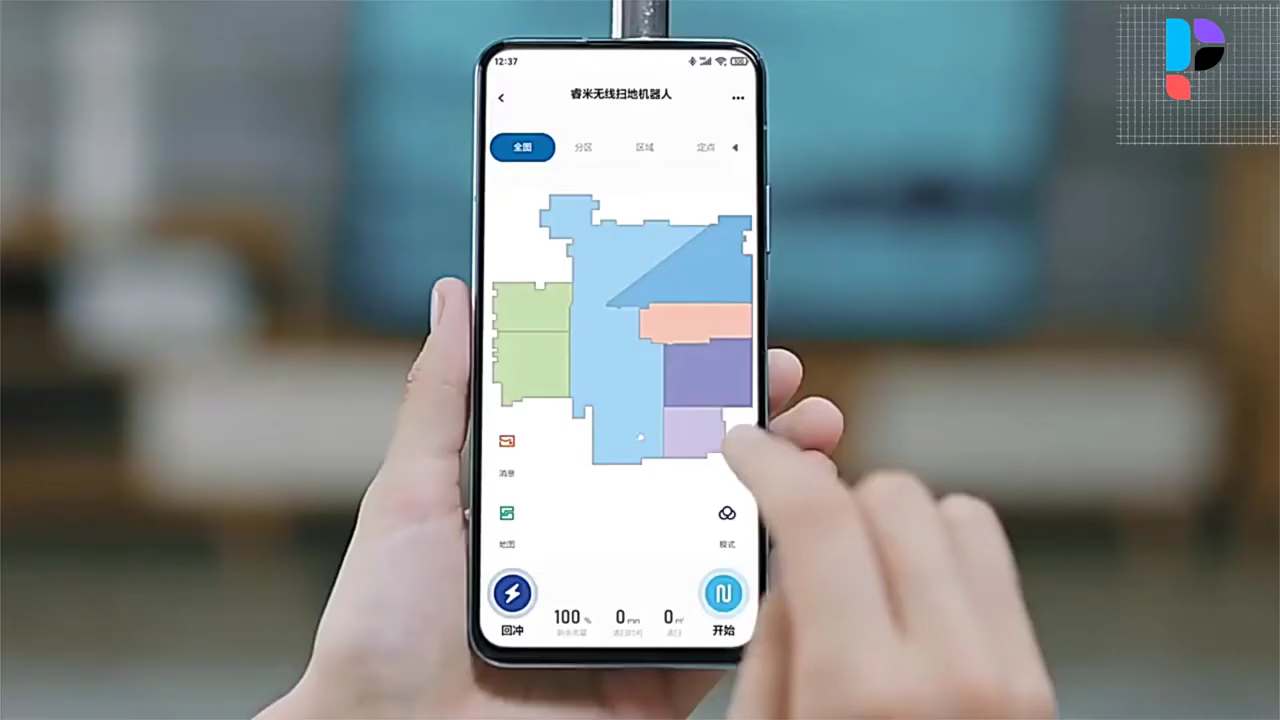 12:37
100
睿米无线扫地机器人
全图 分区 区域 定点
消息
地图
模式
100 %
0 min
0 ㎡
回冲
开始